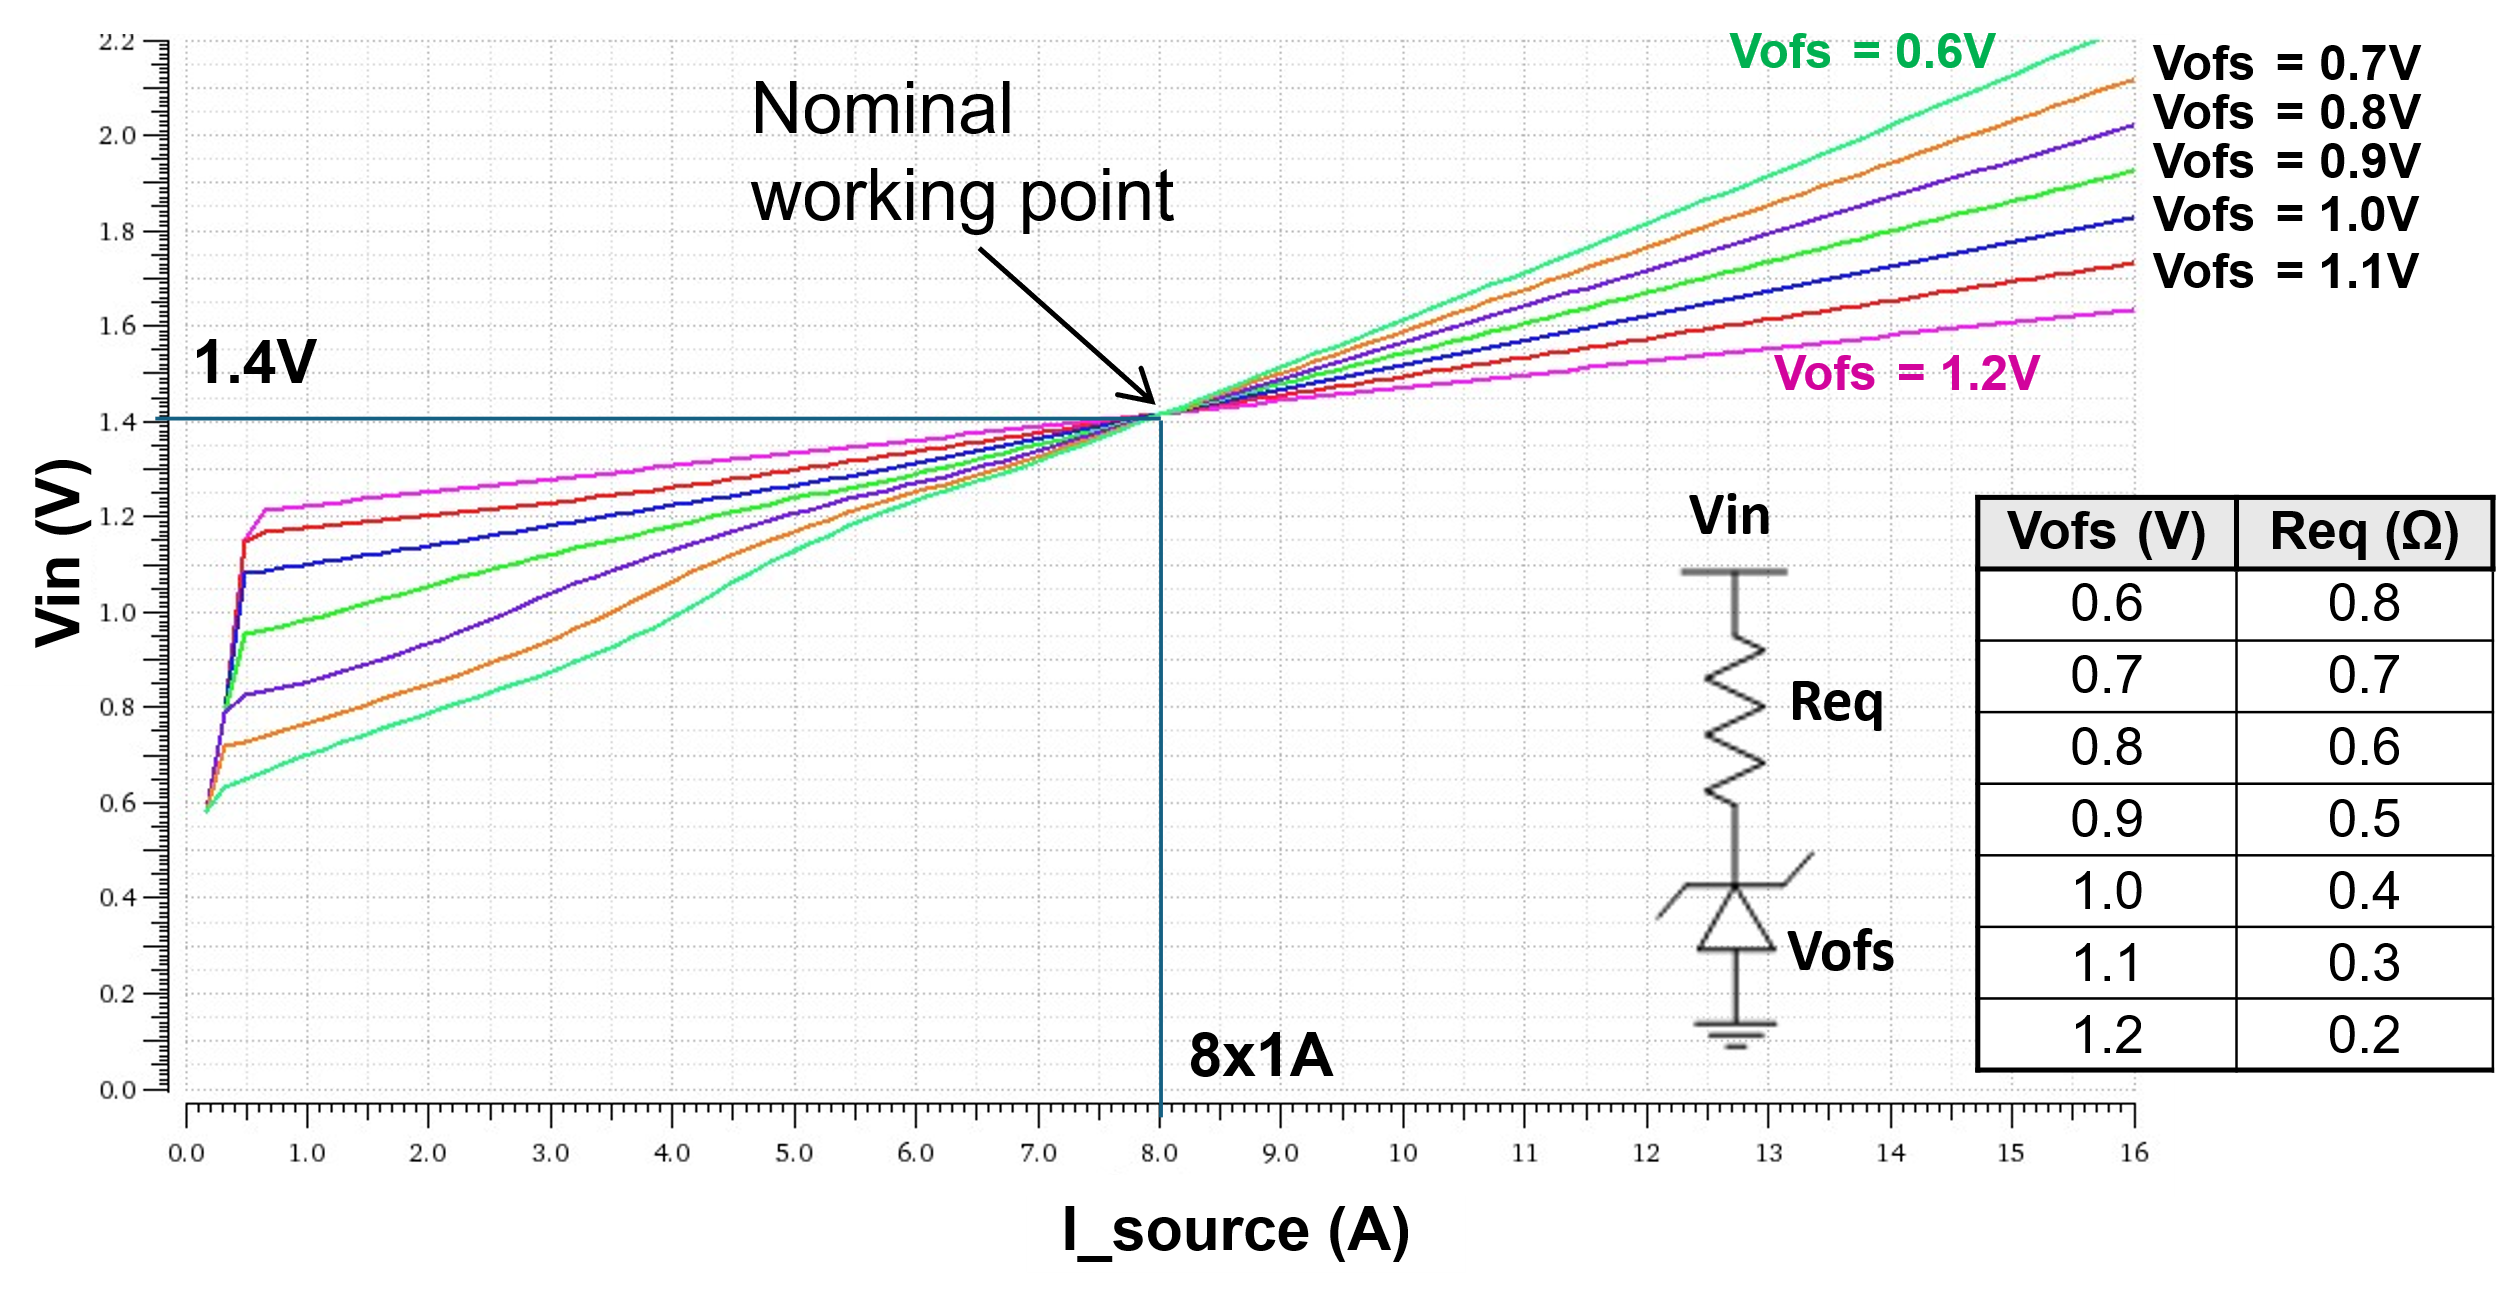 2.2
2.0
1.8
1.6
1.4
1.2
1.0
0.8
0.6
0.4
0.2
0.0
Vin (V)
0.0 1.0 2.0 3.0 4.0 5.0 6.0 7.0 8.0 9.0 10 11 12 13 14 15 16
I_source (A)
Nominal
working point
1.4V
8x1A
Vofs = 0.6V
Vofs = 0.7V
Vofs = 0.8V
Vofs = 0.9V
Vofs = 1.0V
Vofs = 1.1V
Vofs = 1.2V
Vin
Req
Vofs
Vofs (V) Req (Ω)
0.6 0.8
0.7 0.7
0.8 0.6
0.9 0.5
1.0 0.4
1.1 0.3
1.2 0.2